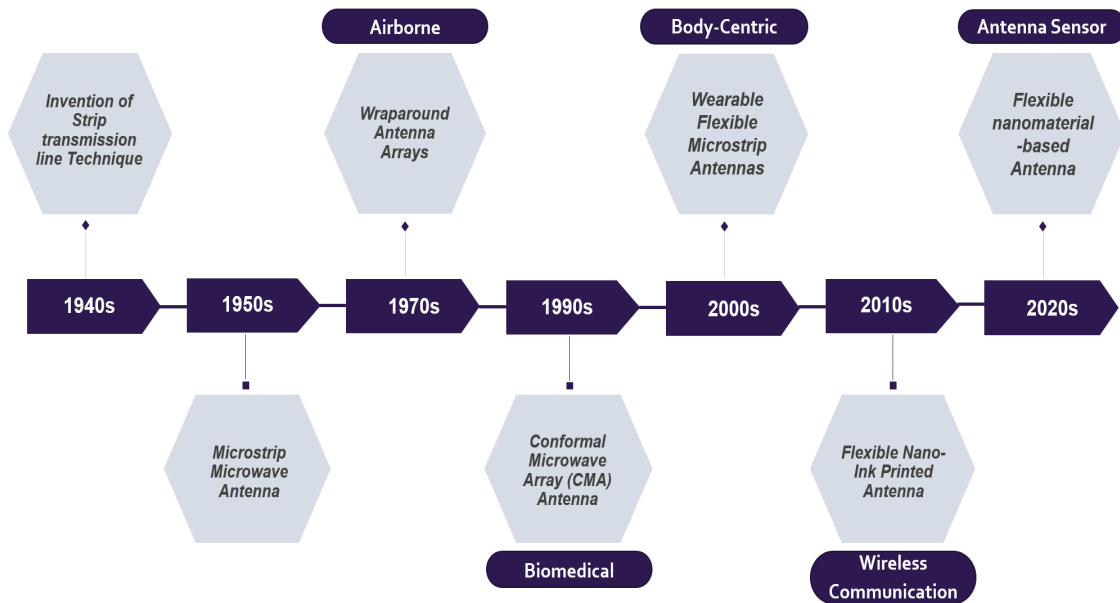 Airborne
Body-Centric
Antenna Sensor
Invention of
Strip
transmission
line Technique
Wraparound
Antenna
Arrays
Wearable
Flexible
Microstrip
Antennas
Flexible
nanomaterial
-based
Antenna
1940s
1950s
1970s
1990s
2000s
2010s
2020s
Microstrip
Microwave
Antenna
Conformal
Microwave
Array (CMA)
Antenna
Flexible Nano-
Ink Printed
Antenna
Biomedical
Wireless
Communication